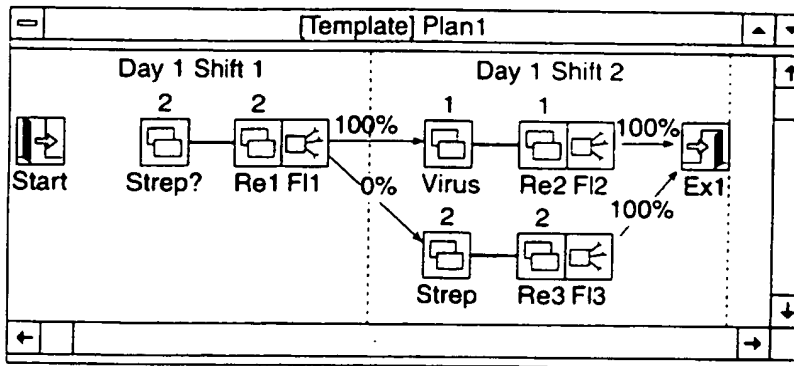 [Template] Plan1
Day 1 Shift 1
Day 1 Shift 2
2 2 1 1
100% 100%
Start Strep? Re1 Fl1 Virus Re2 Fl2 Ex1
0% 100%
2 2
Strep Re3 Fl3